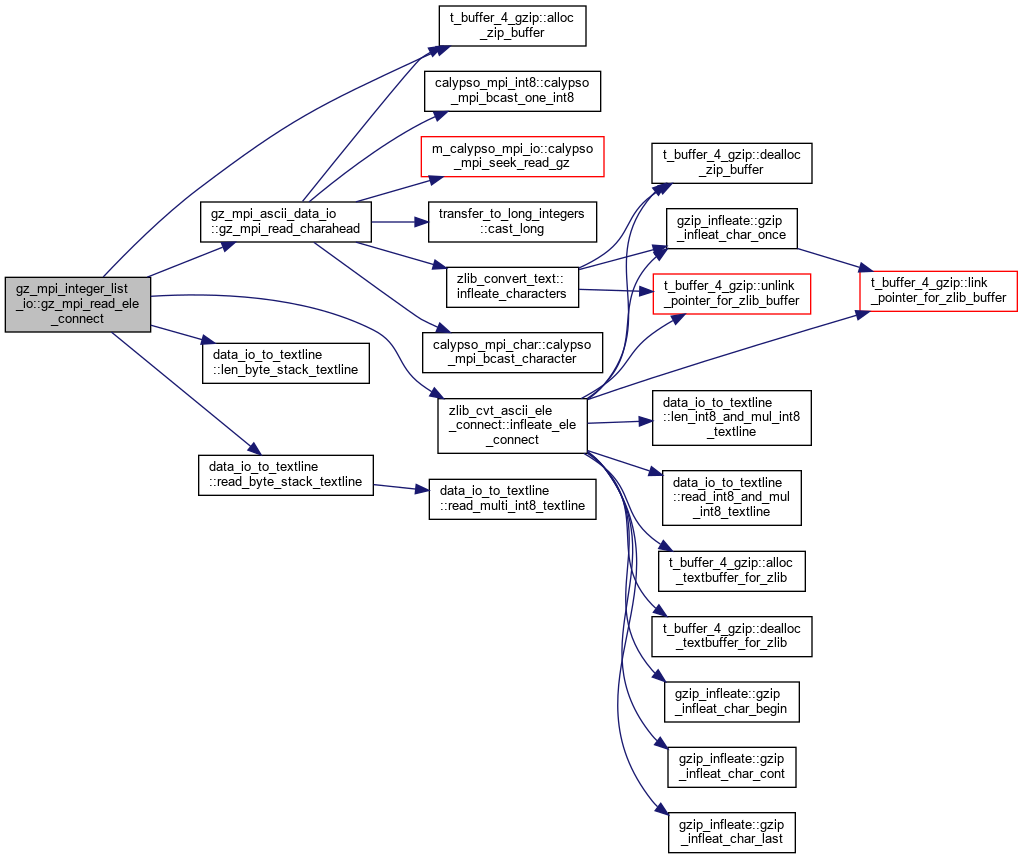 gz_mpi_integer_list
_io::gz_mpi_read_ele
_connect
t_buffer_4_gzip::alloc
_zip_buffer
gz_mpi_ascii_data_io
::gz_mpi_read_charahead
calypso_mpi_int8::calypso
_mpi_bcast_one_int8
m_calypso_mpi_io::calypso
_mpi_seek_read_gz
transfer_to_long_integers
::cast_long
zlib_convert_text::
infleate_characters
calypso_mpi_char::calypso
_mpi_bcast_character
data_io_to_textline
::len_byte_stack_textline
zlib_cvt_ascii_ele
_connect::infleate_ele
_connect
data_io_to_textline
::read_byte_stack_textline
data_io_to_textline
::read_multi_int8_textline
t_buffer_4_gzip::dealloc
_zip_buffer
gzip_infleate::gzip
_infleat_char_once
t_buffer_4_gzip::unlink
_pointer_for_zlib_buffer
t_buffer_4_gzip::link
_pointer_for_zlib_buffer
data_io_to_textline
::len_int8_and_mul_int8
_textline
data_io_to_textline
::read_int8_and_mul
_int8_textline
t_buffer_4_gzip::alloc
_textbuffer_for_zlib
t_buffer_4_gzip::dealloc
_textbuffer_for_zlib
gzip_infleate::gzip
_infleat_char_begin
gzip_infleate::gzip
_infleat_char_cont
gzip_infleate::gzip
_infleat_char_last